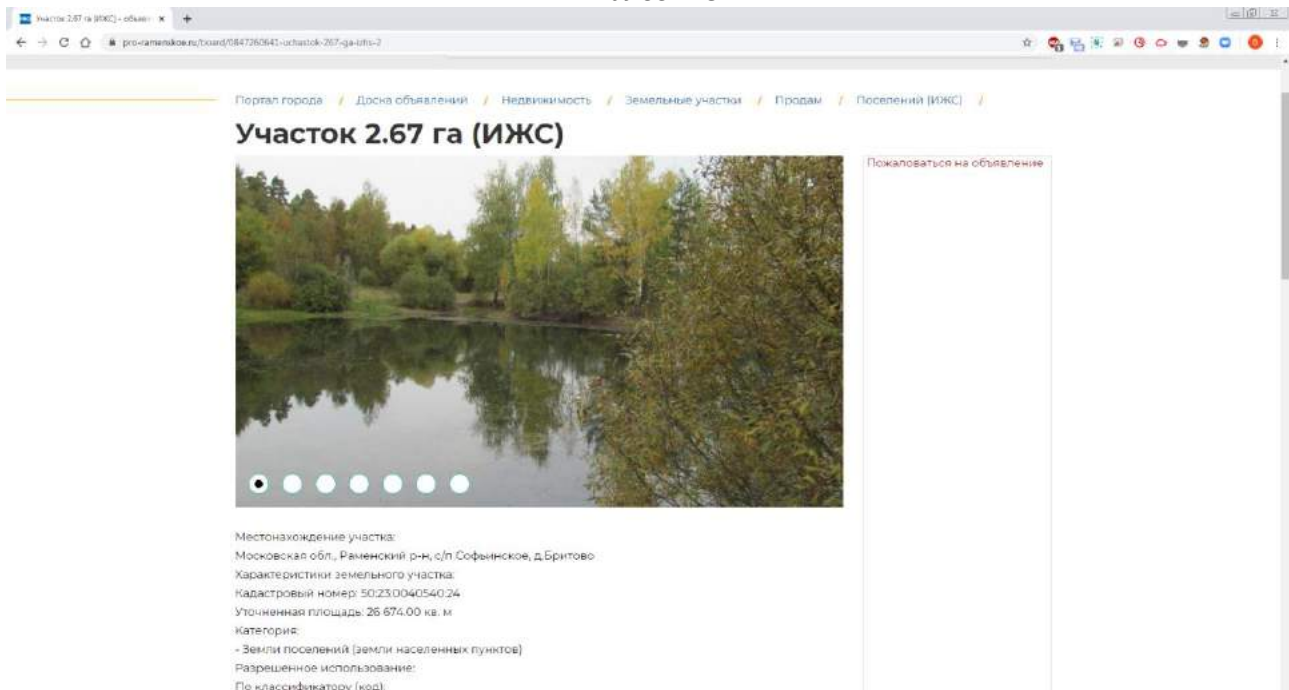 Участок 2.67 га (ИЖС) - объяв
pro-ramenskoe.ru/board/0847260641-uchastok-267-ga-izhs-2
Портал города / Доска объявлений / Недвижимость / Земельные участки / Продам / Поселений (ИЖС) /
Участок 2.67 га (ИЖС)
Пожаловаться на объявление
Местонахождение участка:
Московская обл., Раменский р-н, с/п Софьинское, д.Бритово
Характеристики земельного участка:
Кадастровый номер: 50:23:0040540:24
Уточненная площадь: 26 674.00 кв. м
Категория:
- Земли поселений (земли населенных пунктов)
Разрешенное использование:
По классификатору (код):